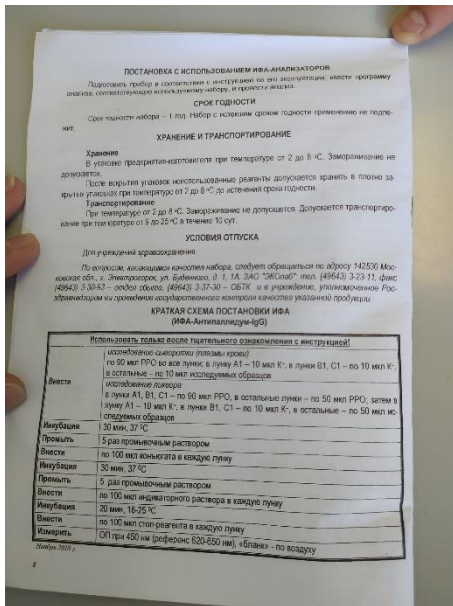 ПОСТАНОВКА С ИСПОЛЬЗОВАНИЕМ ИФА-АНАЛИЗАТОРОВ
Подготовить прибор в соответствии с инструкцией по его эксплуатации, ввести программу
анализа, соответствующую используемому набору, и провести анализ.
СРОК ГОДНОСТИ
Срок годности набора – 1 год. Набор с истекшим сроком годности применению не подле-
жит.
ХРАНЕНИЕ И ТРАНСПОРТИРОВАНИЕ
Хранение
В упаковке предприятия-изготовителя при температуре от 2 до 8 ºС. Замораживание не
допускается.
После вскрытия упаковок неиспользованные реагенты допускается хранить в плотно за-
крытых упаковках при температуре от 2 до 8 ºС до истечения срока годности.
Транспортирование
При температуре от 2 до 8 ºС. Замораживание не допускается. Допускается транспортиро-
вание при температуре от 9 до 25 ºС в течение 10 сут.
УСЛОВИЯ ОТПУСКА
Для учреждений здравоохранения.
По вопросам, касающимся качества набора, следует обращаться по адресу 142530 Мос-
ковская обл., г. Электрогорск, ул. Буденного, д. 1, 1А. ЗАО "ЭКОлаб"; тел. (49643) 3-23-11, факс
(49643) 3-30-93 – отдел сбыта, (49643) 3-37-30 – ОБТК и в учреждение, уполномоченное Рос-
здравнадзором на проведение государственного контроля качества указанной продукции.
КРАТКАЯ СХЕМА ПОСТАНОВКИ ИФА
(ИФА-Антипаллидум-IgG)
Использовать только после тщательного ознакомления с инструкцией!
Внести
исследование сыворотки (плазмы крови)
по 90 мкл РРО во все лунки; в лунку А1 – 10 мкл К⁺, в лунки В1, С1 – по 10 мкл К⁻,
в остальные – по 10 мкл исследуемых образцов
исследование ликвора
в лунки А1, В1, С1 – по 90 мкл РРО, в остальные лунки – по 50 мкл РРО; затем в
лунку А1 – 10 мкл К⁺, в лунки В1, С1 – по 10 мкл К⁻, в остальные – по 50 мкл ис-
следуемых образцов
Инкубация 30 мин, 37 ºС
Промыть 5 раз промывочным раствором
Внести по 100 мкл конъюгата в каждую лунку
Инкубация 30 мин, 37 ºС
Промыть 5 раз промывочным раствором
Внести по 100 мкл индикаторного раствора в каждую лунку
Инкубация 20 мин, 18-25 ºС
Внести по 100 мкл стоп-реагента в каждую лунку
Измерить ОП при 450 нм (референс 620-650 нм), «бланк» - по воздуху
Ноябрь 2018 г.